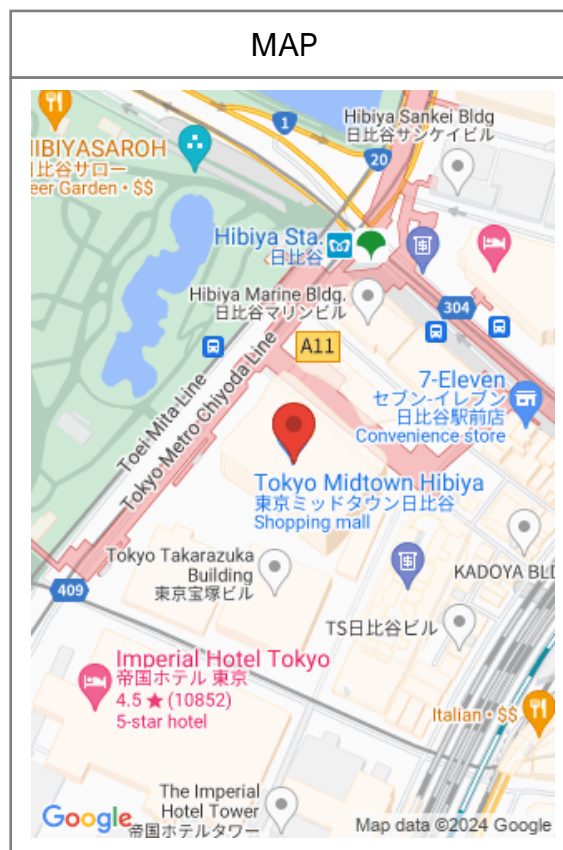 MAP
1
Hibiya Sankei Bldg
日比谷サンケイビル
20
HIBIYASAROH
日比谷サロー
eer Garden • $$
Hibiya Sta.
日比谷
Hibiya Marine Bldg.
日比谷マリンビル
304
A11
Toei Mita Line
Tokyo Metro Chiyoda Line
7-Eleven
セブン-イレブン
日比谷駅前店
Convenience store
Tokyo Midtown Hibiya
東京ミッドタウン日比谷
Shopping mall
Tokyo Takarazuka
Building
東京宝塚ビル
KADOYA BLD
409
TS日比谷ビル
Imperial Hotel Tokyo
帝国ホテル 東京
4.5 ★ (10852)
5-star hotel
Italian • $$
The Imperial
Hotel Tower
帝国ホテルタワー
Google
Map data ©2024 Google